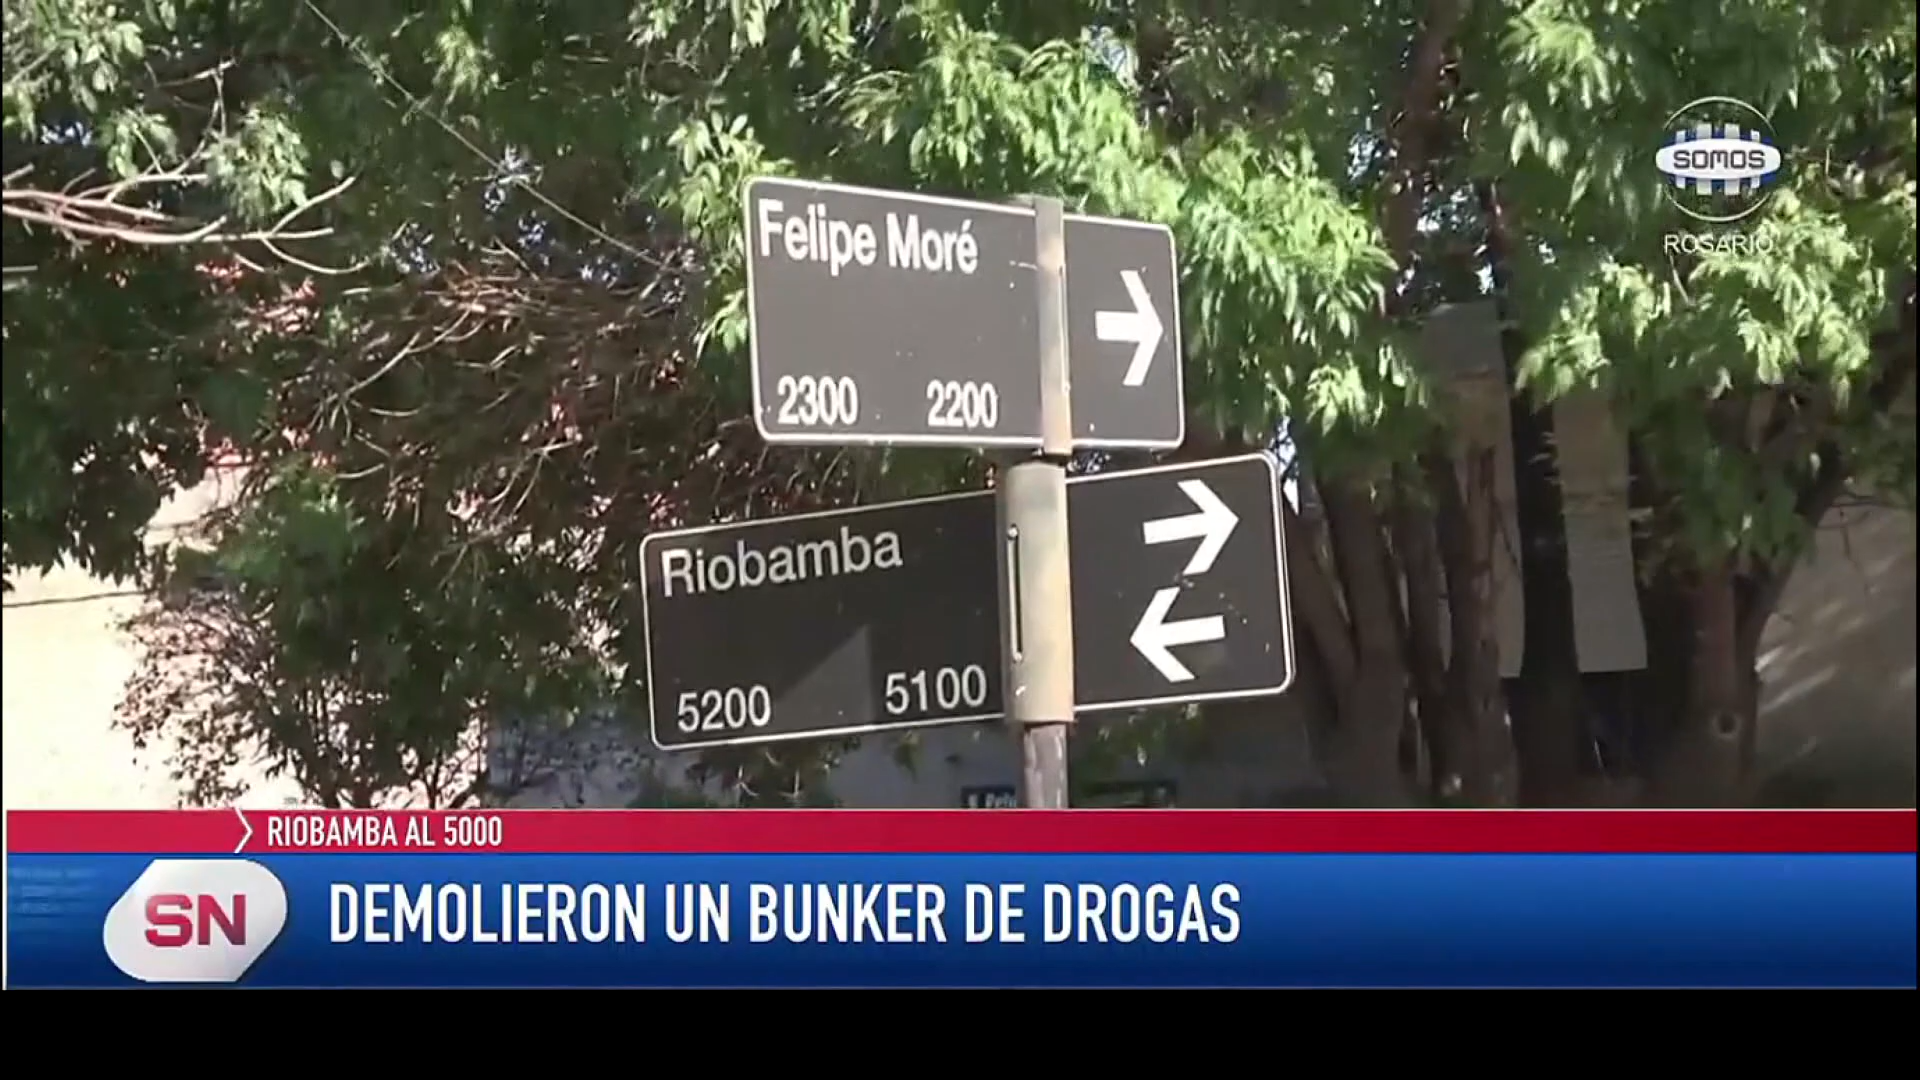 SOMOS
ROSARIO
Felipe Moré
2300 2200
Riobamba
5200 5100
RIOBAMBA AL 5000
SN
DEMOLIERON UN BUNKER DE DROGAS